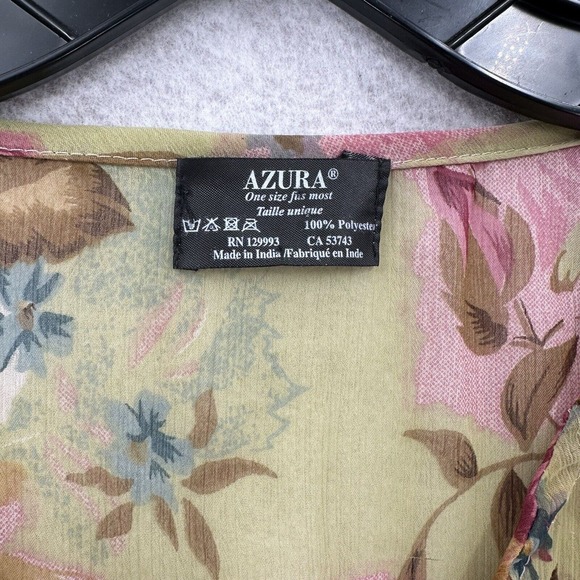 AZURA®
One size fits most
Taille unique
100% Polyester
RN 129993 CA 53743
Made in India /Fabriqué en Inde